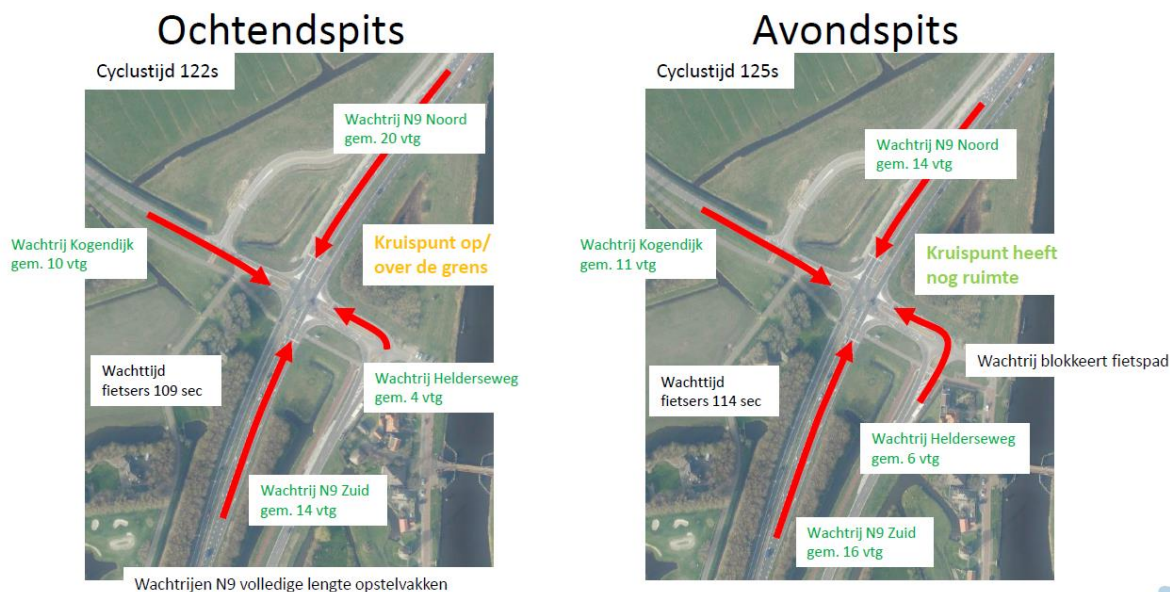 Ochtendspits
Cyclustijd 122s
Wachtrij N9 Noord
gem. 20 vtg
Wachtrij Kogendijk
gem. 10 vtg
Kruispunt op/
over de grens
Wachttijd
fietsers 109 sec
Wachtrij Helderseweg
gem. 4 vtg
Wachtrij N9 Zuid
gem. 14 vtg
Wachtrijen N9 volledige lengte opstelvakken
Avondspits
Cyclustijd 125s
Wachtrij N9 Noord
gem. 14 vtg
Wachtrij Kogendijk
gem. 11 vtg
Kruispunt heeft
nog ruimte
Wachtrij blokkeert fietspad
Wachttijd
fietsers 114 sec
Wachtrij Helderseweg
gem. 6 vtg
Wachtrij N9 Zuid
gem. 16 vtg